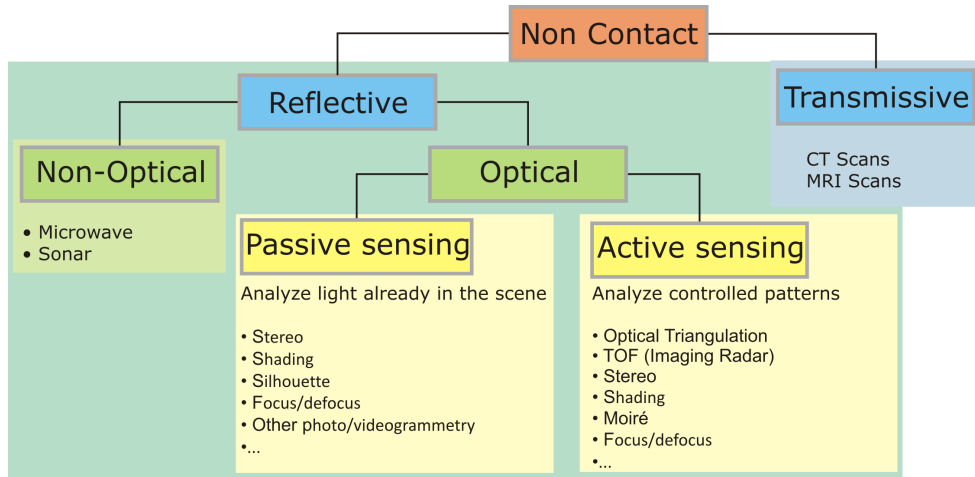 Non Contact
Reflective
Transmissive
CT Scans
MRI Scans
Non-Optical
• Microwave
• Sonar
Optical
Passive sensing
Analyze light already in the scene
• Stereo
• Shading
• Silhouette
• Focus/defocus
• Other photo/videogrammetry
•...
Active sensing
Analyze controlled patterns
• Optical Triangulation
• TOF (Imaging Radar)
• Stereo
• Shading
• Moiré
• Focus/defocus
•...